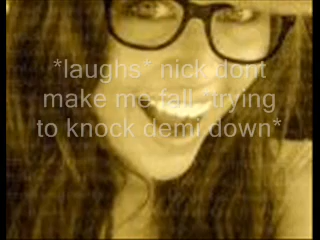 *laughs* nick dont
make me fall *trying
to knock demi down*